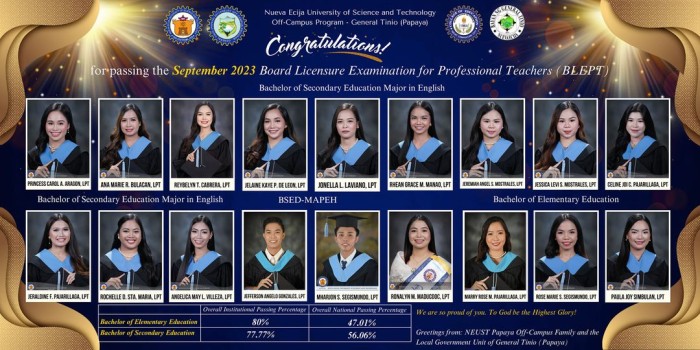 Nueva Ecija University of Science and Technology
Off-Campus Program - General Tinio (Papaya)
Congratulations!
for passing the September 2023 Board Licensure Examination for Professional Teachers (BLEPT)
Bachelor of Secondary Education Major in English
PRINCESS CAROL A. ARAGON, LPT
ANA MARIE R. BULACAN, LPT
REYBELYN T. CABRERA, LPT
JELAINE KAYE P. DE LEON, LPT
JONELLA L. LAVIANO, LPT
RHEAN GRACE M. MANAO, LPT
JEREMIAH ANGEL S. MOSTRALES, LPT
JESSICA LEVI S. MOSTRALES, LPT
CELINE JOI C. PAJARILLAGA, LPT
Bachelor of Secondary Education Major in English
BSED-MAPEH
Bachelor of Elementary Education
JERALDINE F. PAJARILLAGA, LPT
ROCHELLE D. STA. MARIA, LPT
ANGELICA MAY L. VILLEZA, LPT
JEFFERSON ANGELO GONZALES, LPT
MHARJON S. SEGISMUNDO, LPT
RONALYN M. MADUCDOC, LPT
MARRY ROSE M. PAJARILLAGA, LPT
ROSE MARIE S. SEGISMUNDO, LPT
PAULA JOY SIMBULAN, LPT
Overall Institutional Passing Percentage
Overall National Passing Percentage
Bachelor of Elementary Education 80% 47.01%
Bachelor of Secondary Education 77.77% 56.06%
We are so proud of you. To God be the Highest Glory!
Greetings from: NEUST Papaya Off-Campus Family and the
Local Government Unit of General Tinio (Papaya)